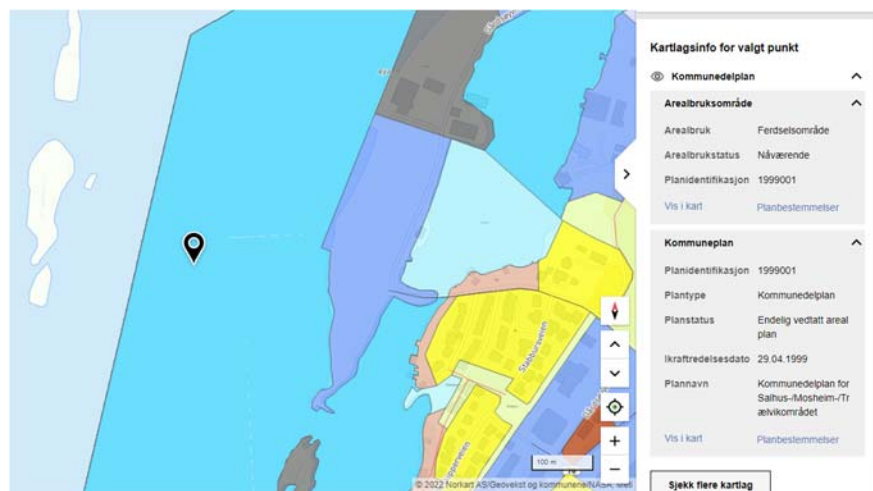 Stabbursveien
100 m
© 2022 Norkart AS/Geovekst og kommunene/NASA, Meti
Kartlagsinfo for valgt punkt
Kommunedelplan
Arealbruksområde
Arealbruk Ferdselsområde
Arealbrukstatus Nåværende
Planidentifikasjon 1999001
Vis i kart Planbestemmelser
Kommuneplan
Planidentifikasjon 1999001
Plantype Kommunedelplan
Planstatus Endelig vedtatt areal
plan
Ikraftredelsesdato 29.04.1999
Plannavn Kommunedelplan for
Salhus-/Mosheim-/Tr
ælvikområdet
Vis i kart Planbestemmelser
Sjekk flere kartlag